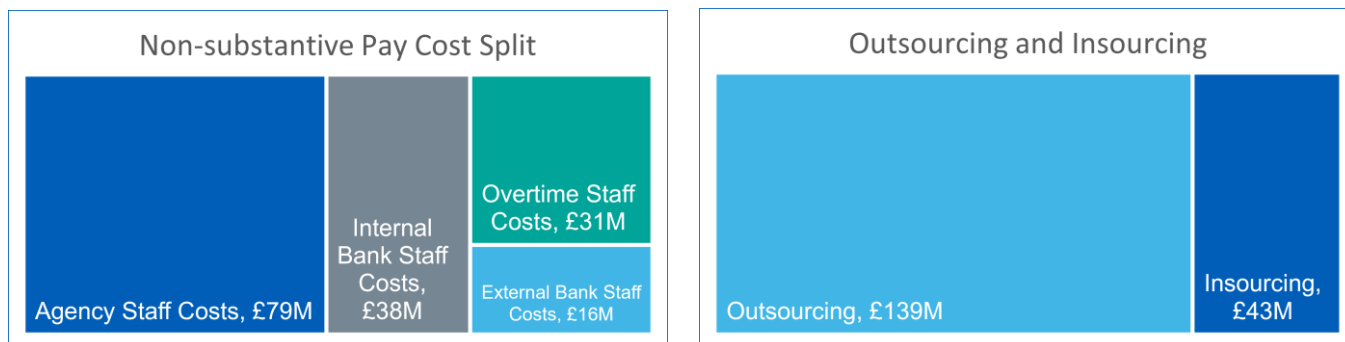 Non-substantive Pay Cost Split
Agency Staff Costs, £79M
Internal
Bank Staff
Costs,
£38M
Overtime Staff
Costs, £31M
External Bank Staff
Costs, £16M
Outsourcing and Insourcing
Outsourcing, £139M
Insourcing,
£43M